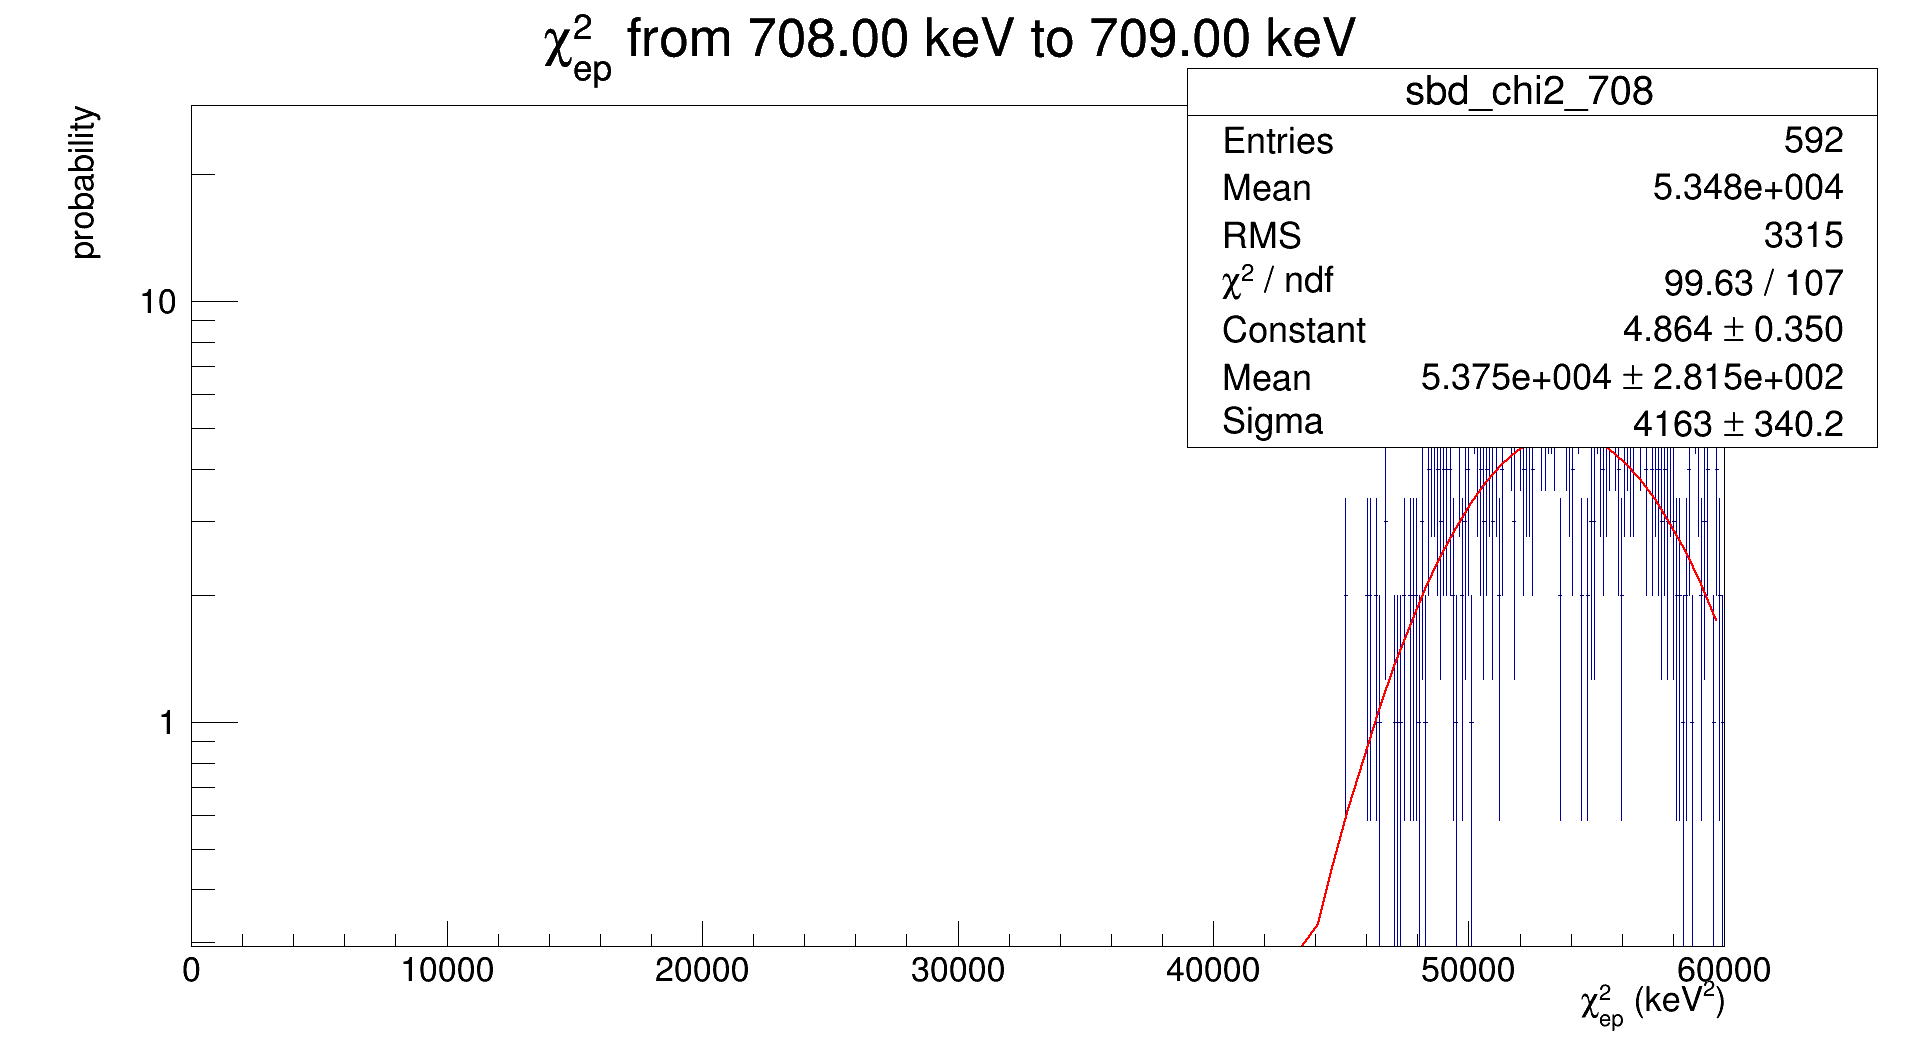 χ²ep from 708.00 keV to 709.00 keV
sbd_chi2_708
Entries 592
Mean 5.348e+004
RMS 3315
χ² / ndf 99.63 / 107
Constant 4.864 ± 0.350
Mean 5.375e+004 ± 2.815e+002
Sigma 4163 ± 340.2
probability
10
1
0 10000 20000 30000 40000 50000 60000
χ²ep (keV²)